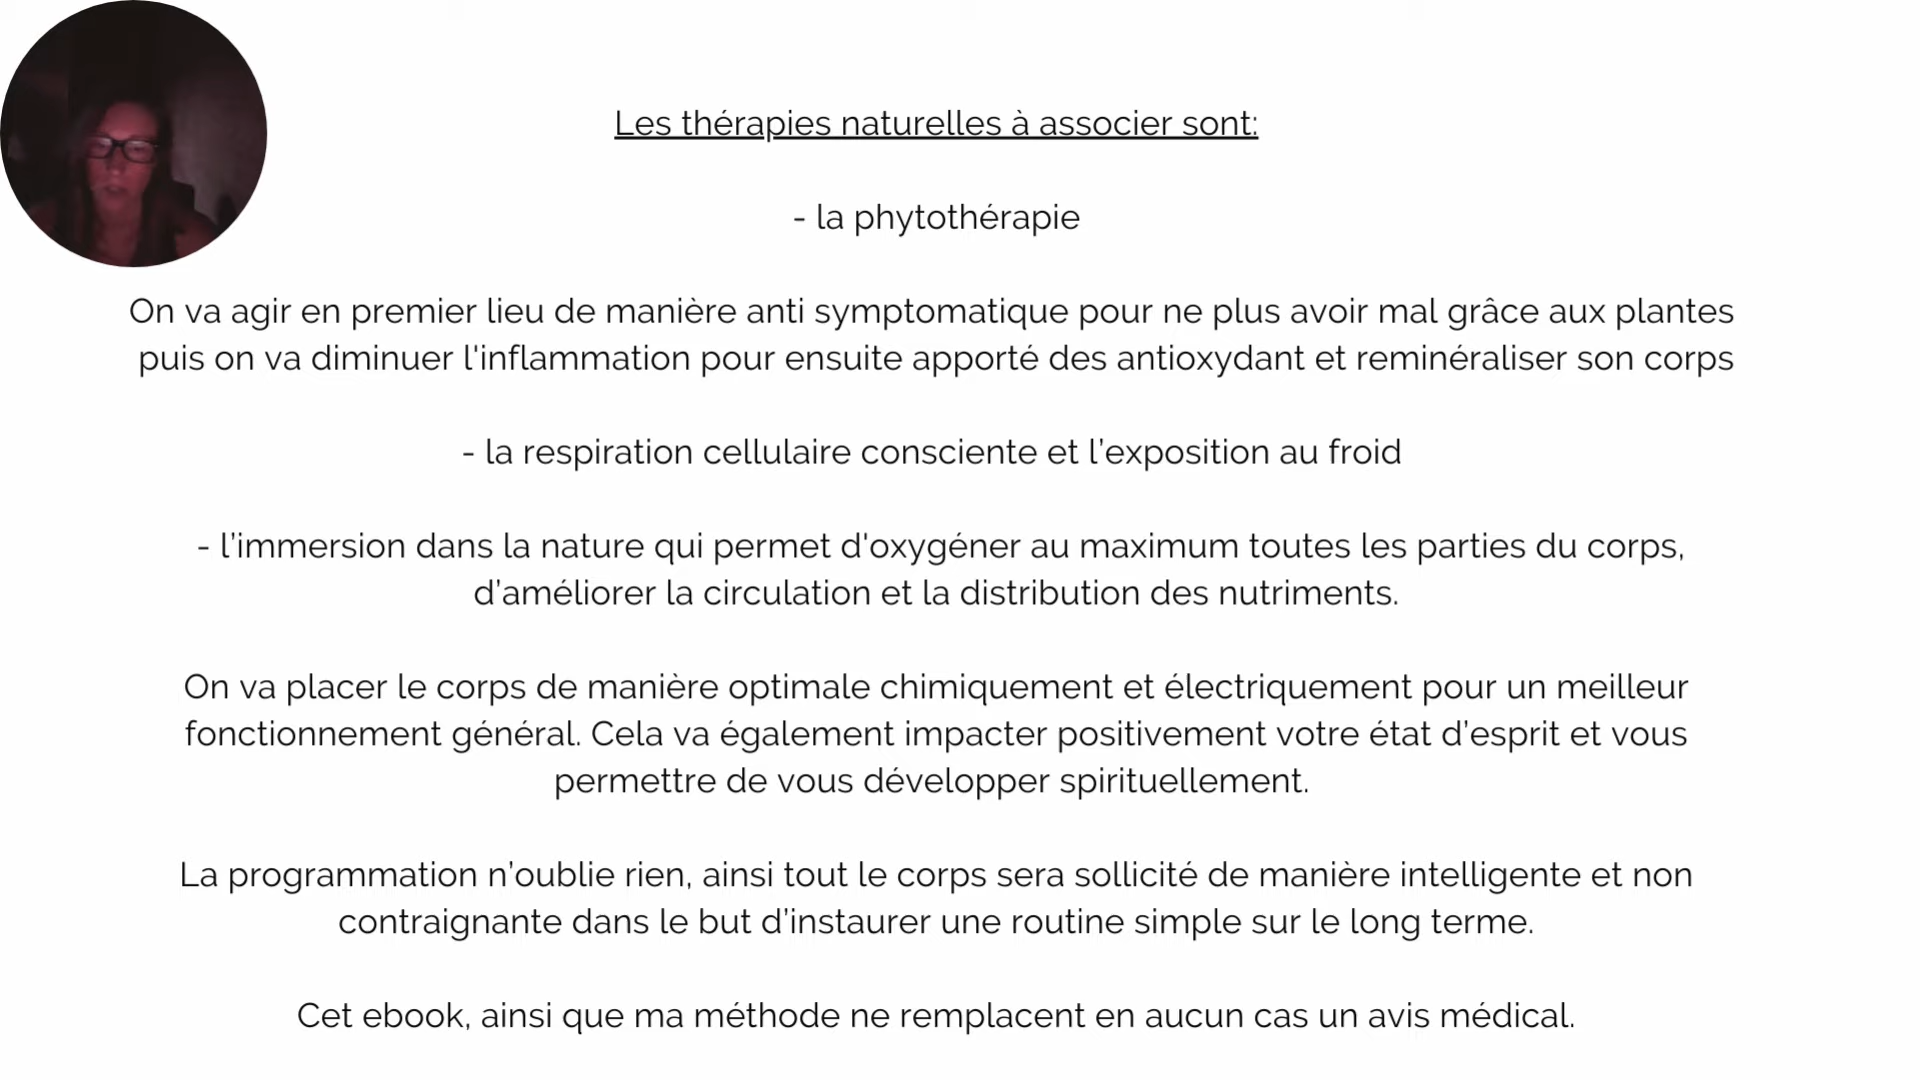 Les thérapies naturelles à associer sont:
- la phytothérapie
On va agir en premier lieu de manière anti symptomatique pour ne plus avoir mal grâce aux plantes
puis on va diminuer l'inflammation pour ensuite apporté des antioxydant et reminéraliser son corps
- la respiration cellulaire consciente et l’exposition au froid
- l’immersion dans la nature qui permet d'oxygéner au maximum toutes les parties du corps,
d’améliorer la circulation et la distribution des nutriments.
On va placer le corps de manière optimale chimiquement et électriquement pour un meilleur
fonctionnement général. Cela va également impacter positivement votre état d’esprit et vous
permettre de vous développer spirituellement.
La programmation n’oublie rien, ainsi tout le corps sera sollicité de manière intelligente et non
contraignante dans le but d’instaurer une routine simple sur le long terme.
Cet ebook, ainsi que ma méthode ne remplacent en aucun cas un avis médical.